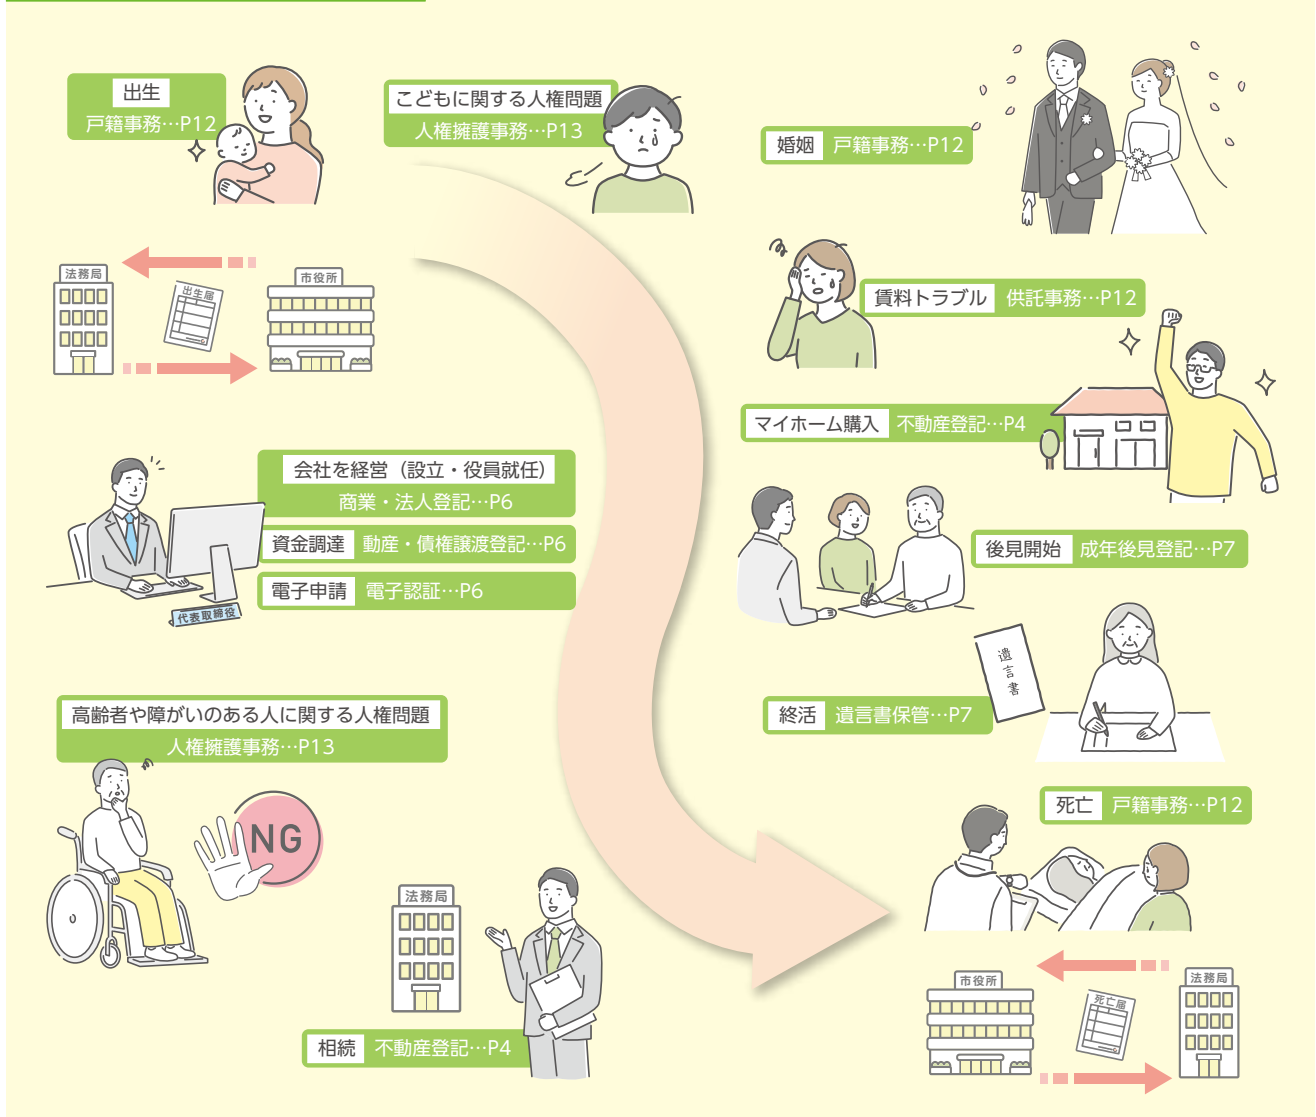 出生
戸籍事務…P12
こどもに関する人権問題
人権擁護事務…P13
婚姻 戸籍事務…P12
法務局
出生届
市役所
賃料トラブル 供託事務…P12
マイホーム購入 不動産登記…P4
会社を経営（設立・役員就任）
商業・法人登記…P6
資金調達 動産・債権譲渡登記…P6
電子申請 電子認証…P6
代表取締役
後見開始 成年後見登記…P7
遺言書
終活 遺言書保管…P7
高齢者や障がいのある人に関する人権問題
人権擁護事務…P13
NG
死亡 戸籍事務…P12
法務局
相続 不動産登記…P4
市役所
死亡届
法務局